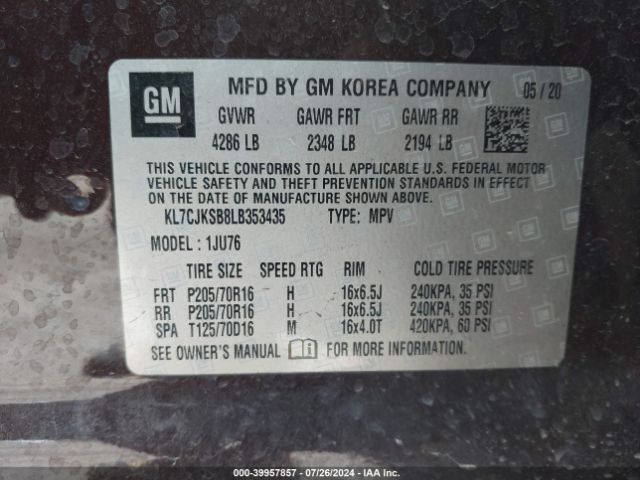 GM
MFD BY GM KOREA COMPANY 05/20
GVWR GAWR FRT GAWR RR
4286 LB 2348 LB 2194 LB
THIS VEHICLE CONFORMS TO ALL APPLICABLE U.S. FEDERAL MOTOR
VEHICLE SAFETY AND THEFT PREVENTION STANDARDS IN EFFECT
ON THE DATE OF MANUFACTURE SHOWN ABOVE.
KL7CJKSB8LB353435 TYPE: MPV
MODEL : 1JU76
TIRE SIZE SPEED RTG RIM COLD TIRE PRESSURE
FRT P205/70R16 H 16x6.5J 240KPA, 35 PSI
RR P205/70R16 H 16x6.5J 240KPA, 35 PSI
SPA T125/70D16 M 16x4.0T 420KPA, 60 PSI
SEE OWNER'S MANUAL i FOR MORE INFORMATION.
000-39957857 | 07/26/2024 | IAA Inc.